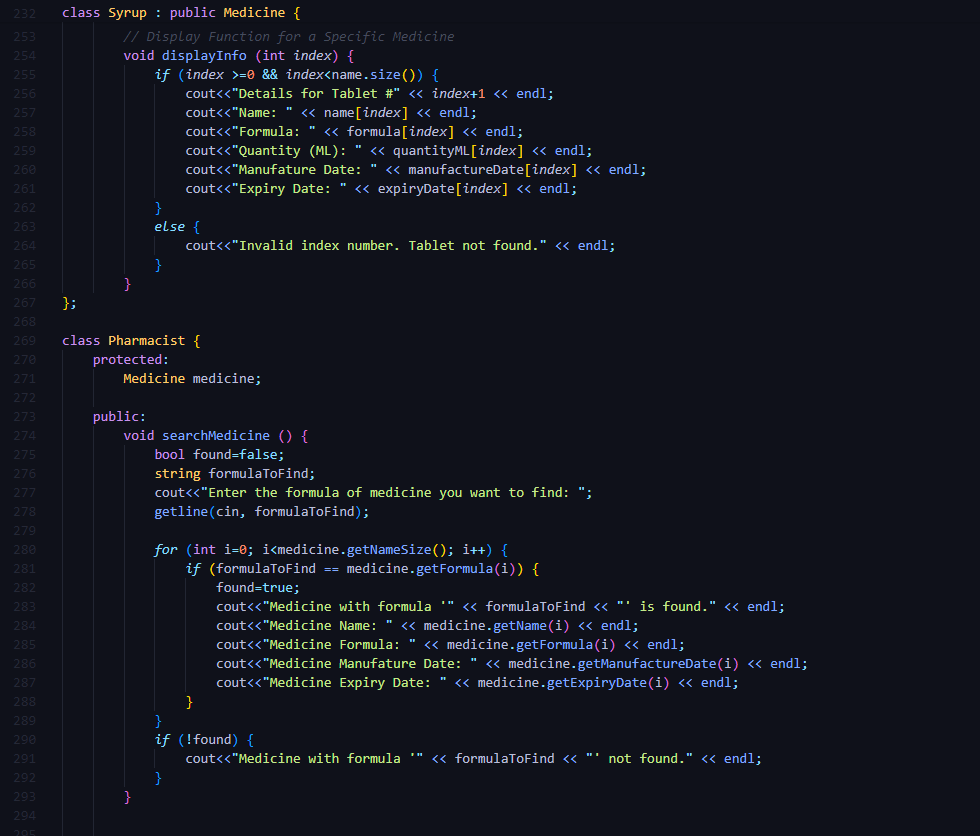 232 class Syrup : public Medicine {
253 // Display Function for a Specific Medicine
254 void displayInfo (int index) {
255 if (index >=0 && index<name.size()) {
256 cout<<"Details for Tablet #" << index+1 << endl;
257 cout<<"Name: " << name[index] << endl;
258 cout<<"Formula: " << formula[index] << endl;
259 cout<<"Quantity (ML): " << quantityML[index] << endl;
260 cout<<"Manufature Date: " << manufactureDate[index] << endl;
261 cout<<"Expiry Date: " << expiryDate[index] << endl;
262 }
263 else {
264 cout<<"Invalid index number. Tablet not found." << endl;
265 }
266 }
267 };
268
269 class Pharmacist {
270 protected:
271 Medicine medicine;
272
273 public:
274 void searchMedicine () {
275 bool found=false;
276 string formulaToFind;
277 cout<<"Enter the formula of medicine you want to find: ";
278 getline(cin, formulaToFind);
279
280 for (int i=0; i<medicine.getNameSize(); i++) {
281 if (formulaToFind == medicine.getFormula(i)) {
282 found=true;
283 cout<<"Medicine with formula '" << formulaToFind << "' is found." << endl;
284 cout<<"Medicine Name: " << medicine.getName(i) << endl;
285 cout<<"Medicine Formula: " << medicine.getFormula(i) << endl;
286 cout<<"Medicine Manufature Date: " << medicine.getManufactureDate(i) << endl;
287 cout<<"Medicine Expiry Date: " << medicine.getExpiryDate(i) << endl;
288 }
289 }
290 if (!found) {
291 cout<<"Medicine with formula '" << formulaToFind << "' not found." << endl;
292 }
293 }
294
295